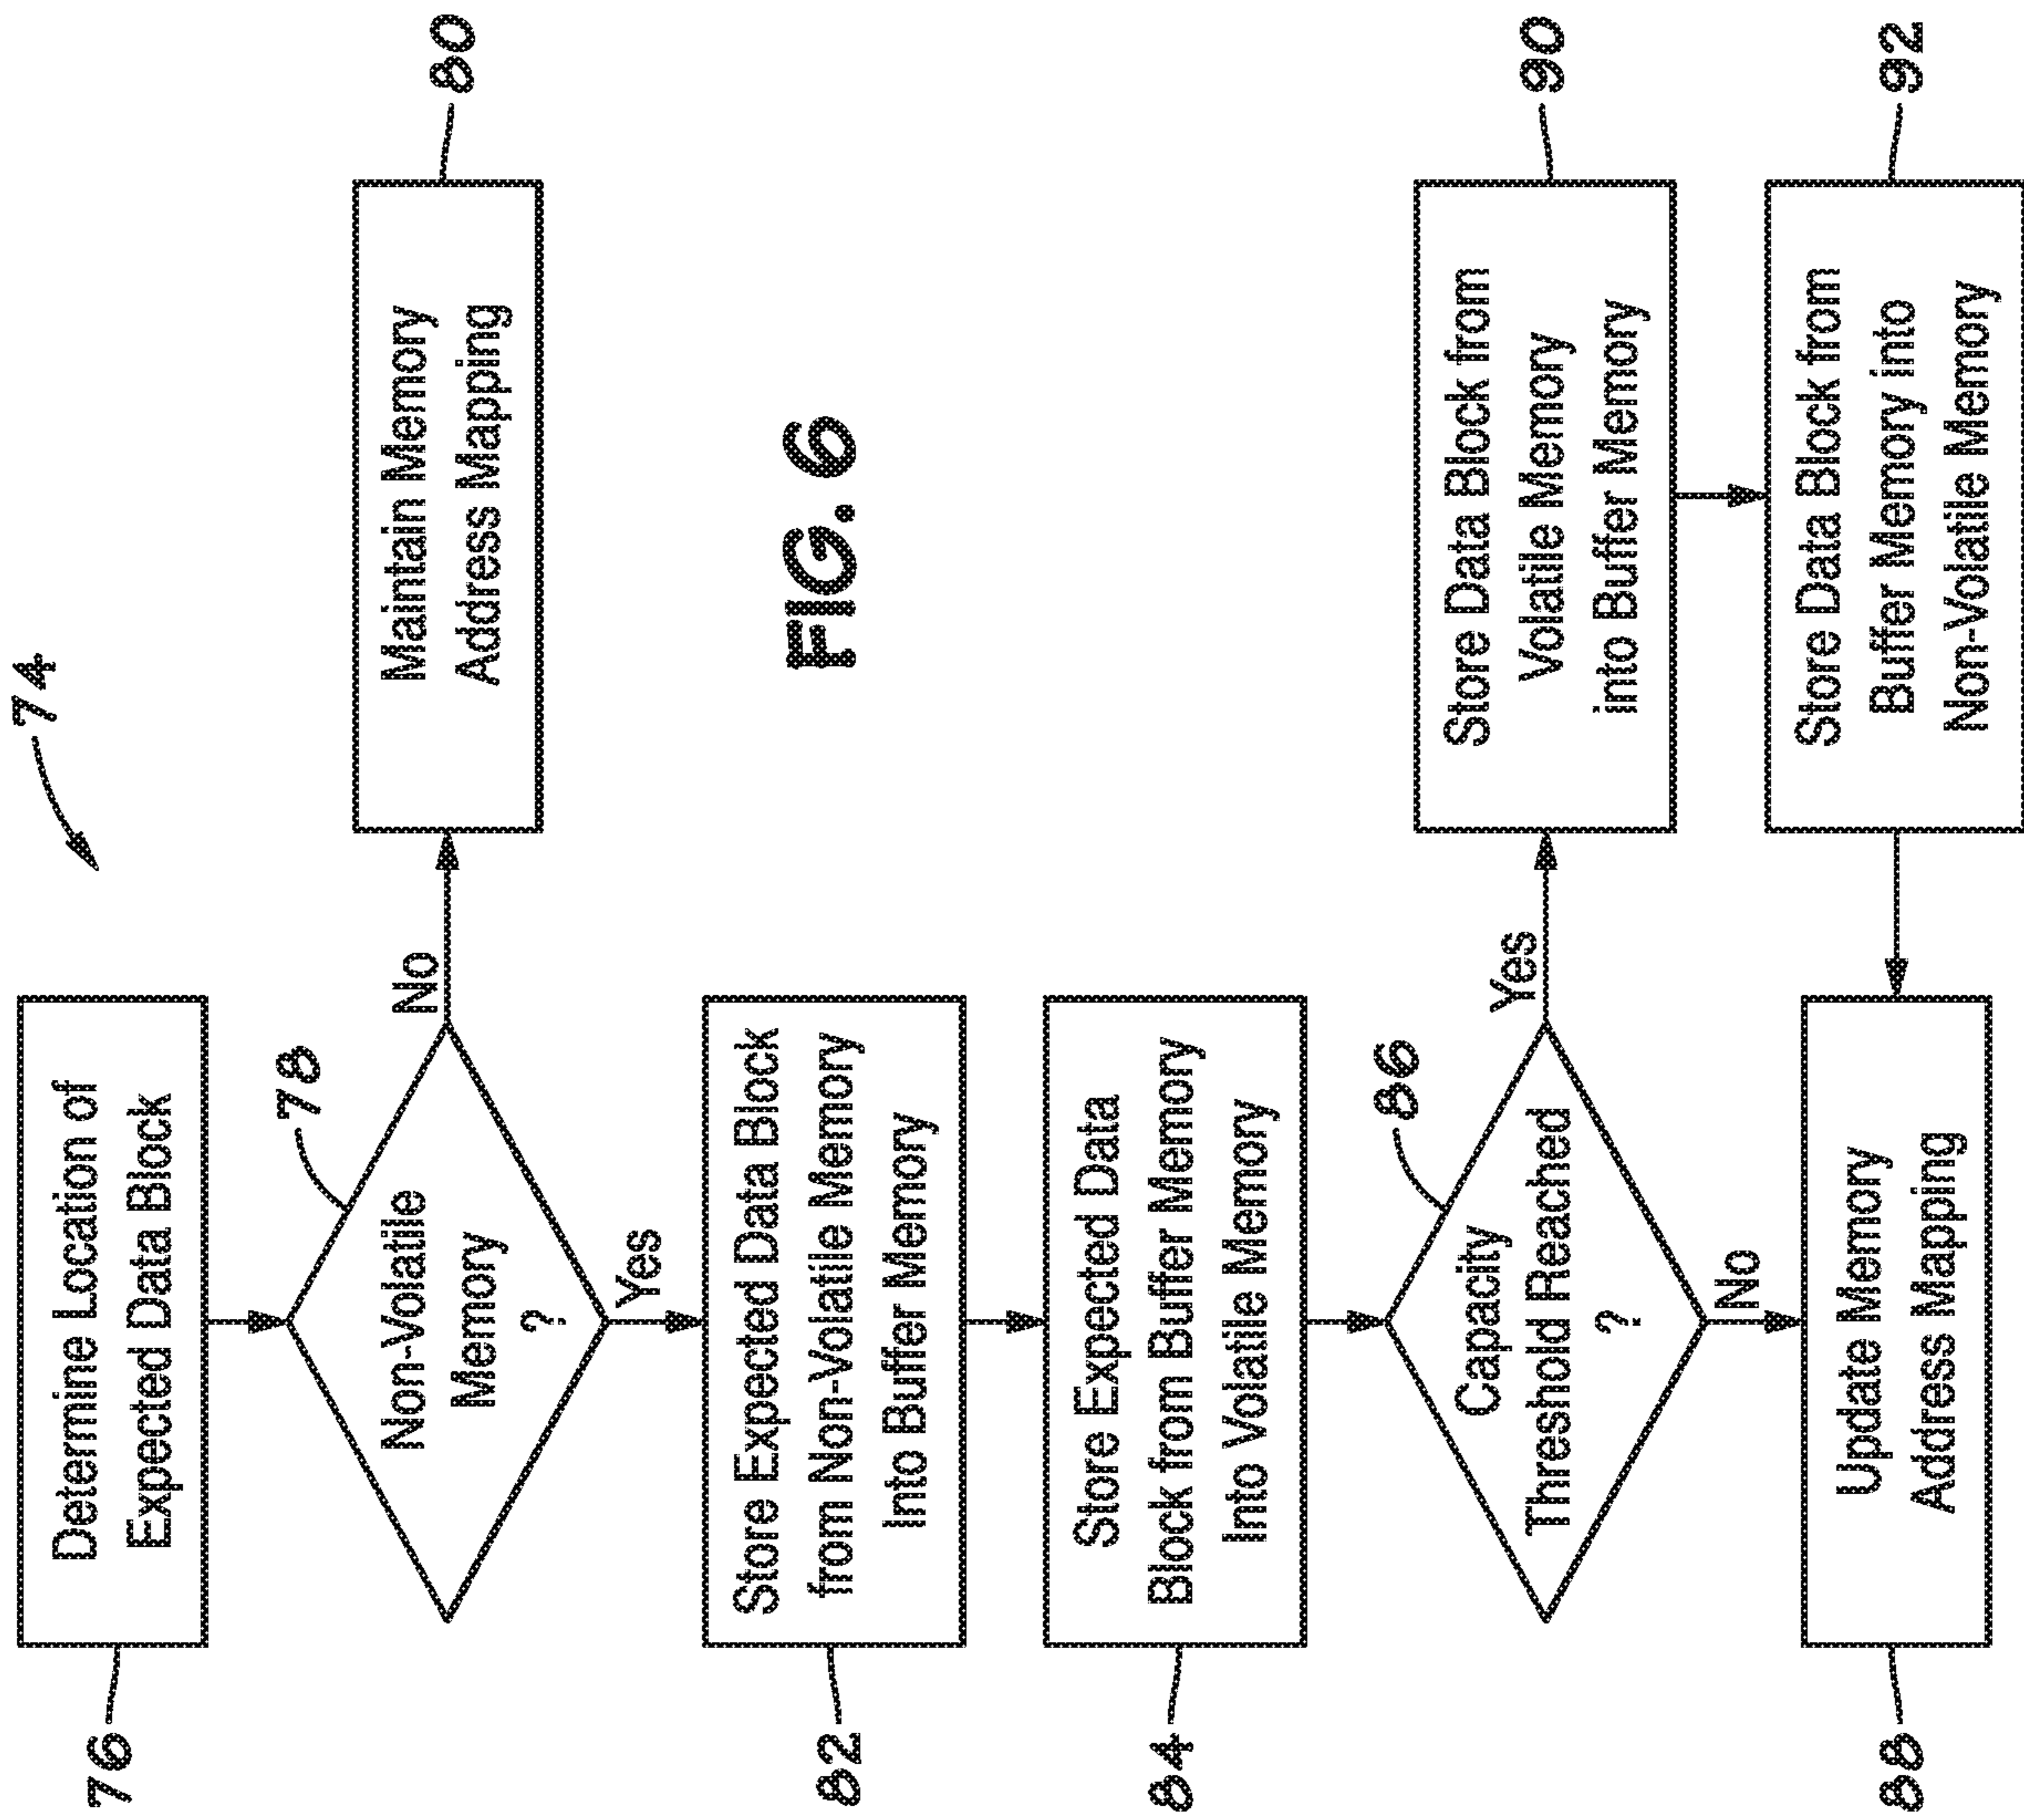 74
76
Determine Location of
Expected Data Block
78
Non-Volatile
Memory
?
No
Maintain Memory
Address Mapping
80
Yes
82
Store Expected Data Block
from Non-Volatile Memory
Into Buffer Memory
84
Store Expected Data
Block from Buffer Memory
Into Volatile Memory
86
Capacity
Threshold Reached
?
Yes
Store Data Block from
Volatile Memory
into Buffer Memory
90
No
Store Data Block from
Buffer Memory into
Non-Volatile Memory
92
88
Update Memory
Address Mapping
FIG. 6